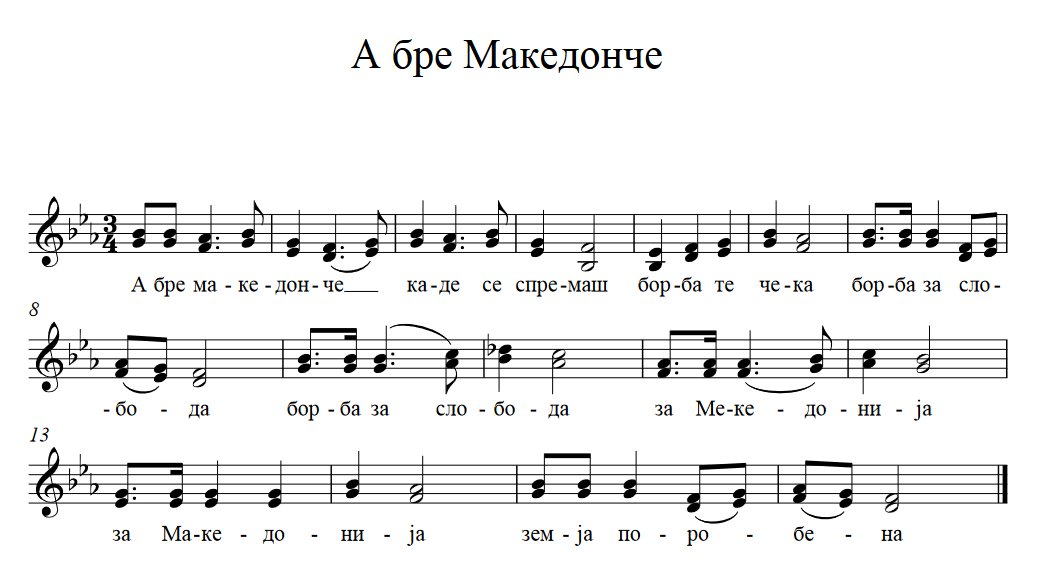 А бре Македонче
3
4
А бре ма - ке - дон - че___ ка - де се спре - маш бор - ба те че - ка бор - ба за сло -
8
- бо - да бор - ба за сло - бо - да за Ме - ке - до - ни - ја
13
за Ма - ке - до - ни - ја зем - ја по - ро - бе - на